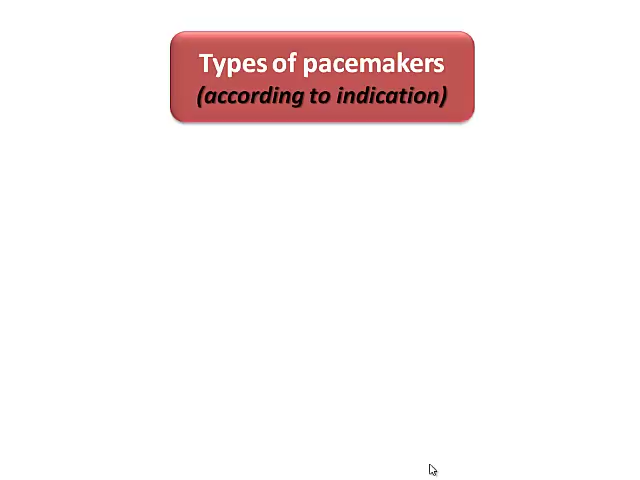 Types of pacemakers
(according to indication)